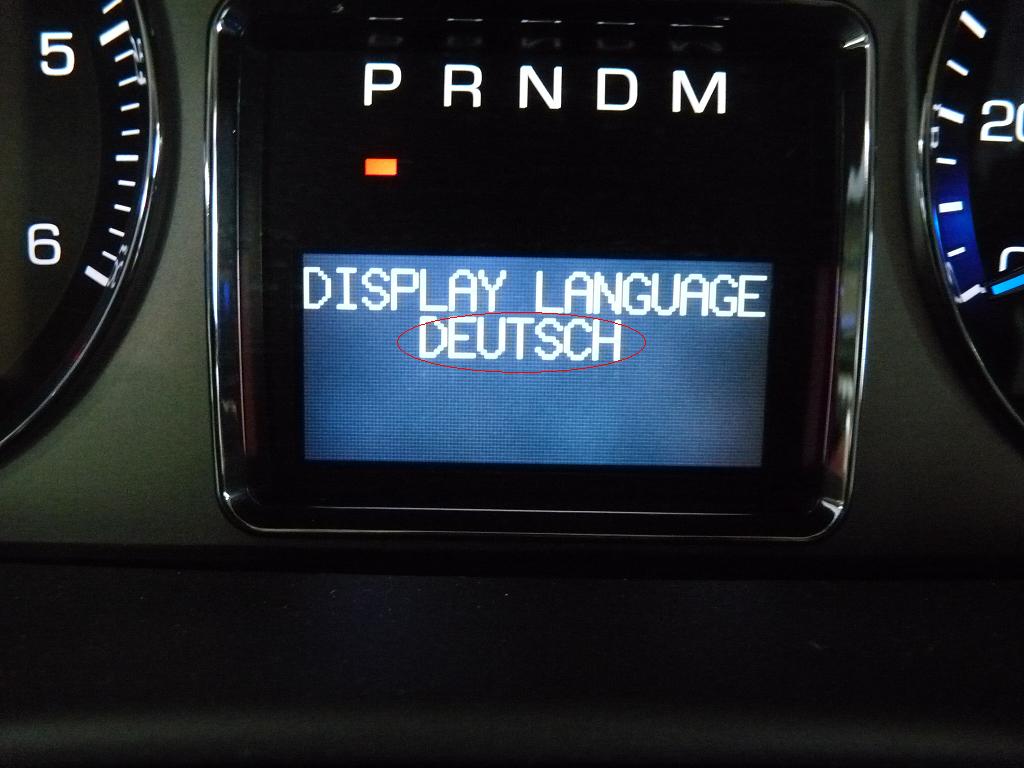 5
6
P R N D M
DISPLAY LANGUAGE
DEUTSCH
20